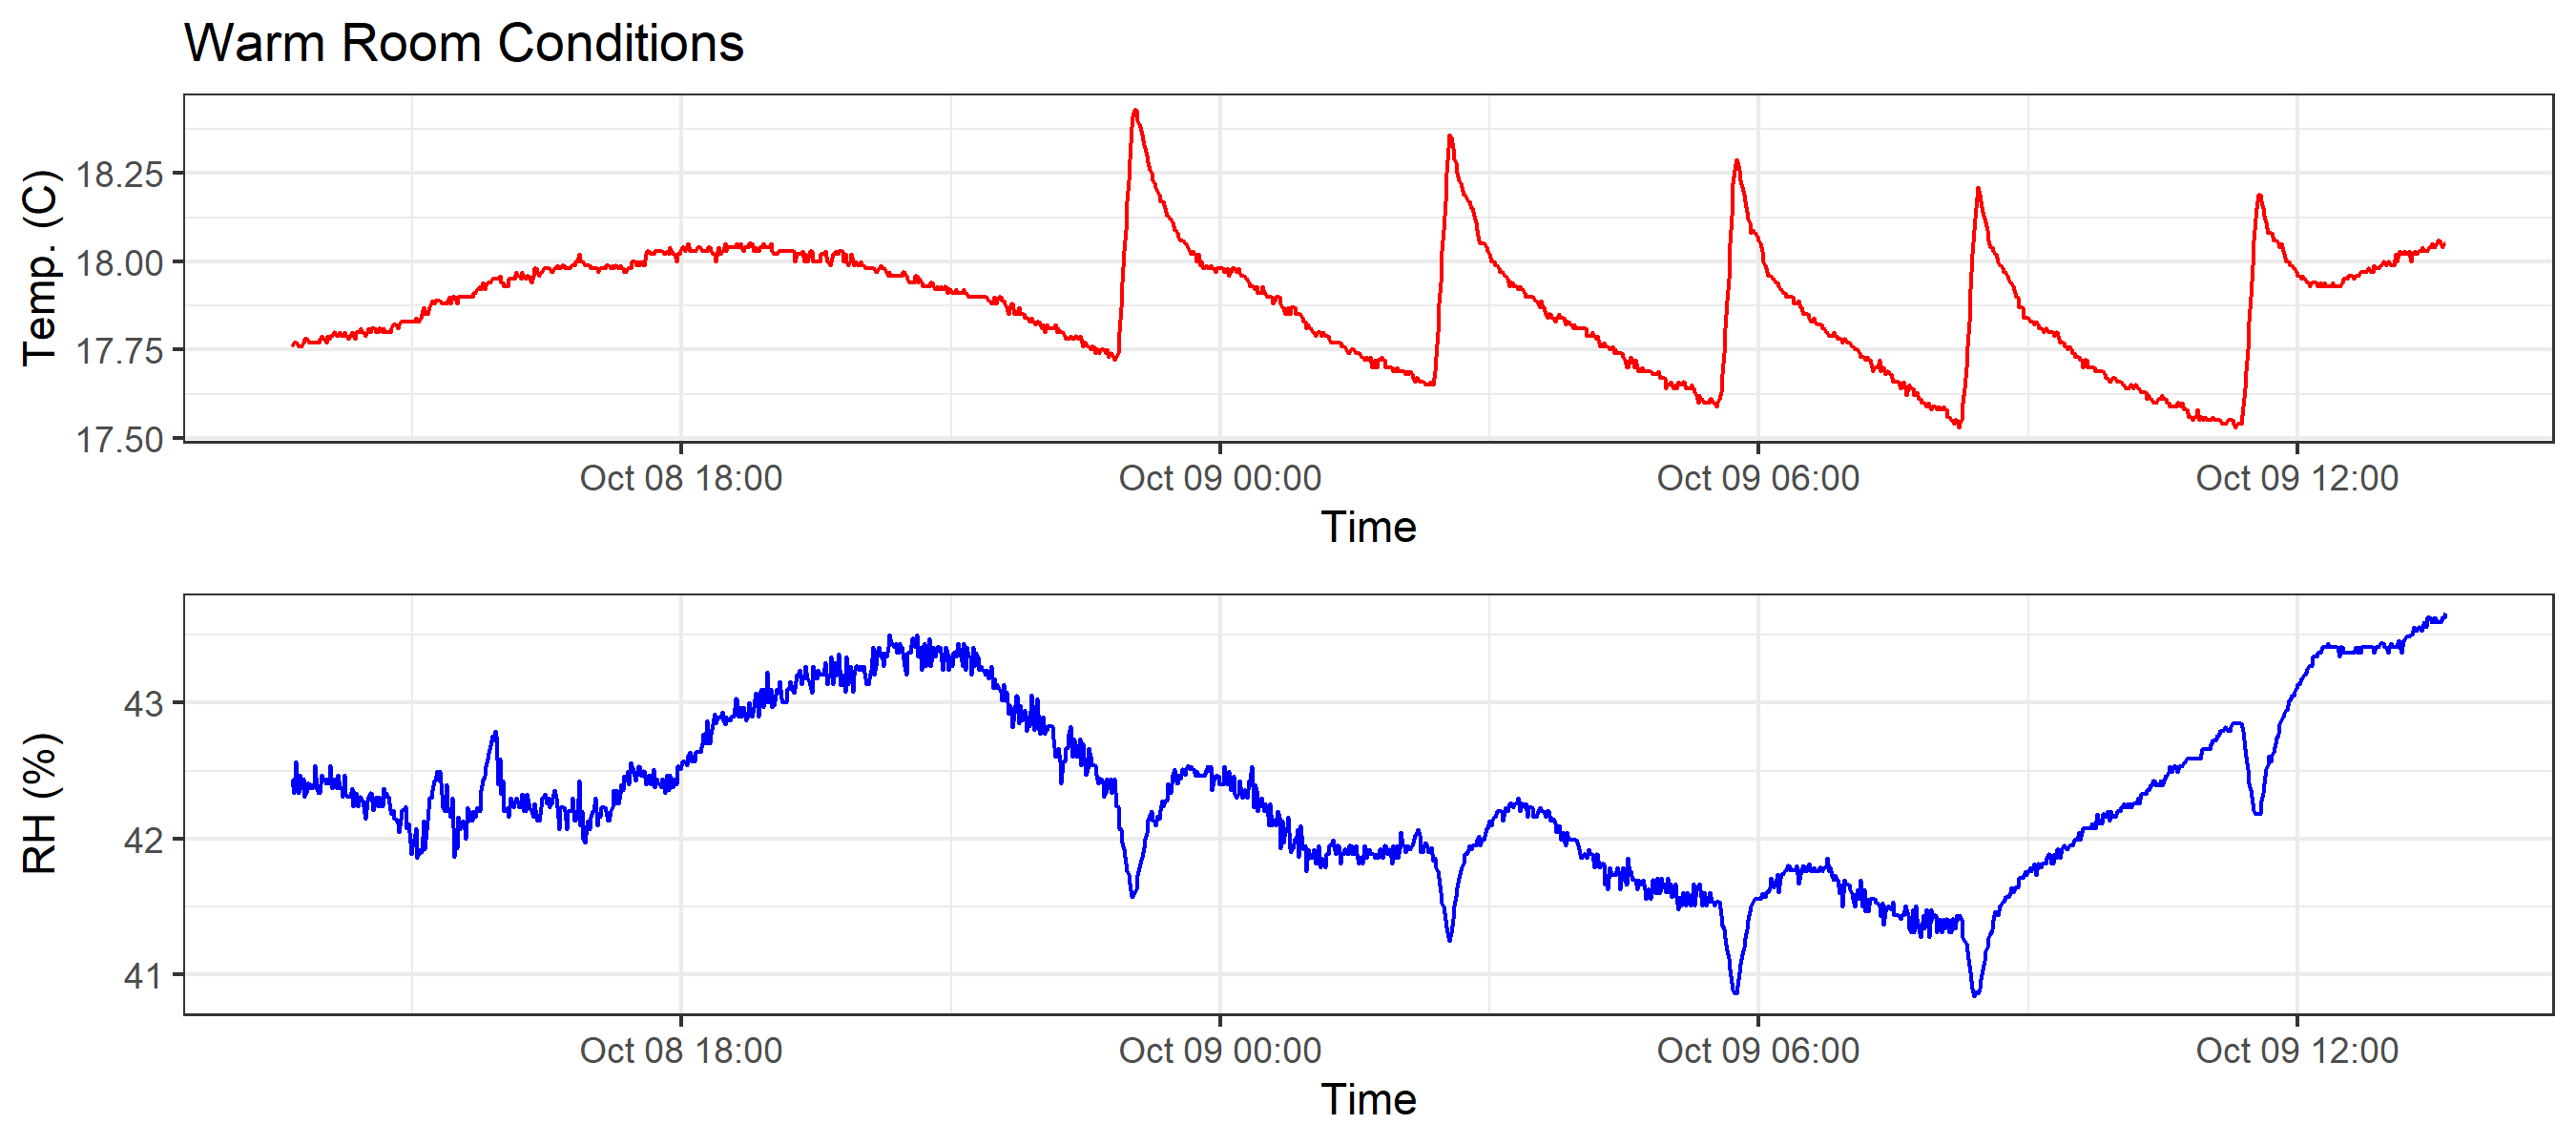 Warm Room Conditions
Temp. (C)
18.25
18.00
17.75
17.50
Oct 08 18:00 Oct 09 00:00 Oct 09 06:00 Oct 09 12:00
Time
RH (%)
43
42
41
Oct 08 18:00 Oct 09 00:00 Oct 09 06:00 Oct 09 12:00
Time